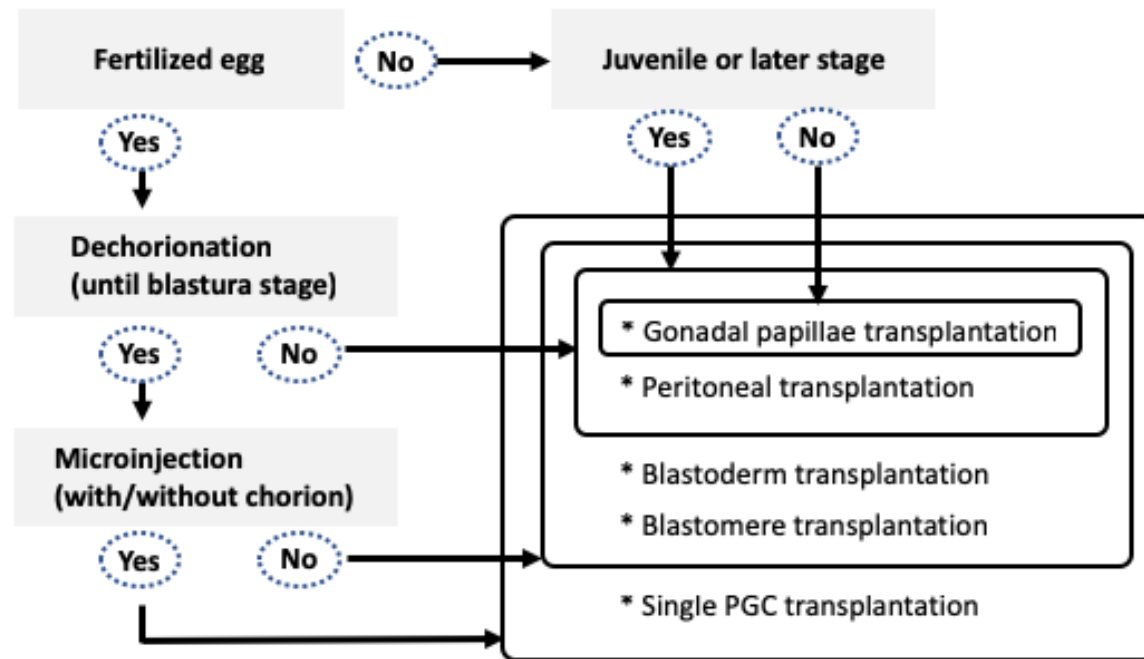 Fertilized egg
No
Juvenile or later stage
Yes
Yes
No
Dechorionation
(until blastura stage)
Yes
No
* Gonadal papillae transplantation
* Peritoneal transplantation
Microinjection
(with/without chorion)
* Blastoderm transplantation
* Blastomere transplantation
Yes
No
* Single PGC transplantation